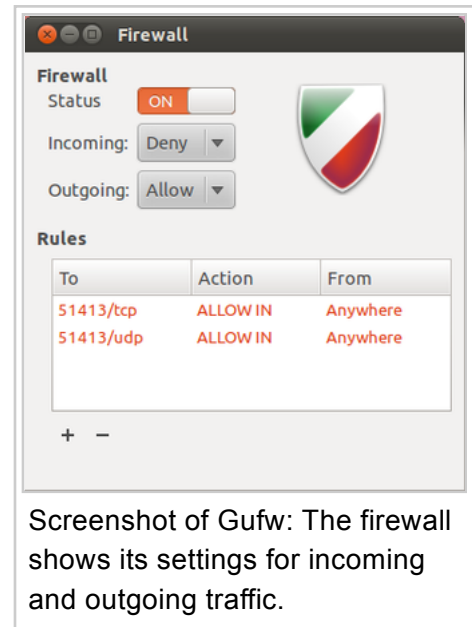 Firewall
Firewall
Status ON
Incoming: Deny
Outgoing: Allow
Rules
To Action From
51413/tcp ALLOW IN Anywhere
51413/udp ALLOW IN Anywhere
+ −
Screenshot of Gufw: The firewall
shows its settings for incoming
and outgoing traffic.